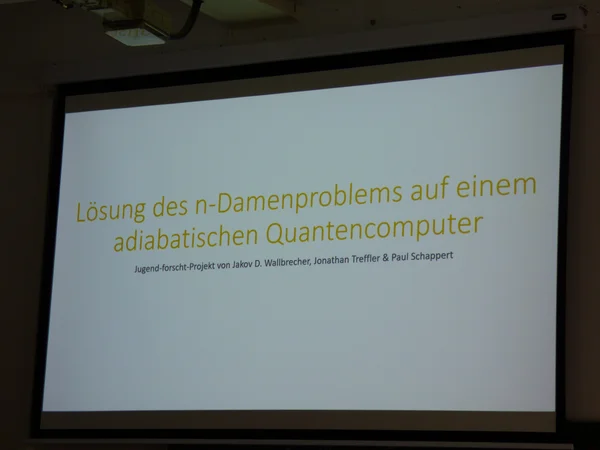 Lösung des n-Damenproblems auf einem
adiabatischen Quantencomputer
Jugend-forscht-Projekt von Jakov D. Wallbrecher, Jonathan Treffler & Paul Schappert